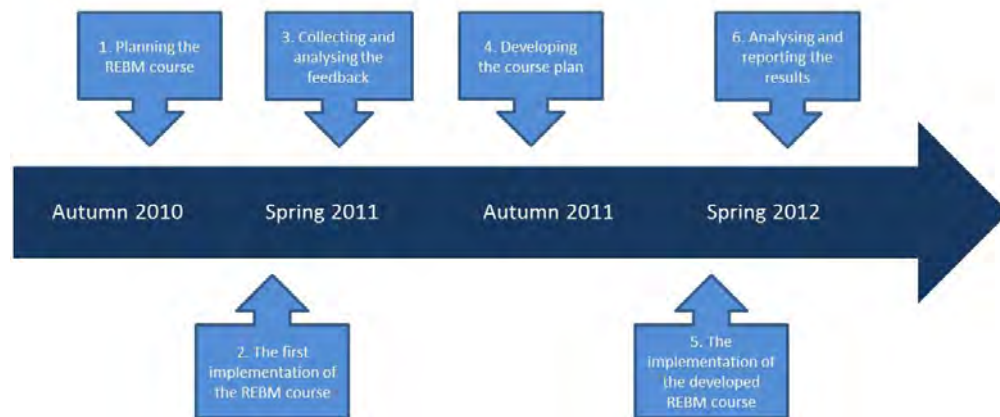 1. Planning the
REBM course
3. Collecting and
analysing the
feedback
4. Developing
the course plan
6. Analysing and
reporting the
results
Autumn 2010
Spring 2011
Autumn 2011
Spring 2012
2. The first
implementation of
the REBM course
5. The
implementation of
the developed
REBM course